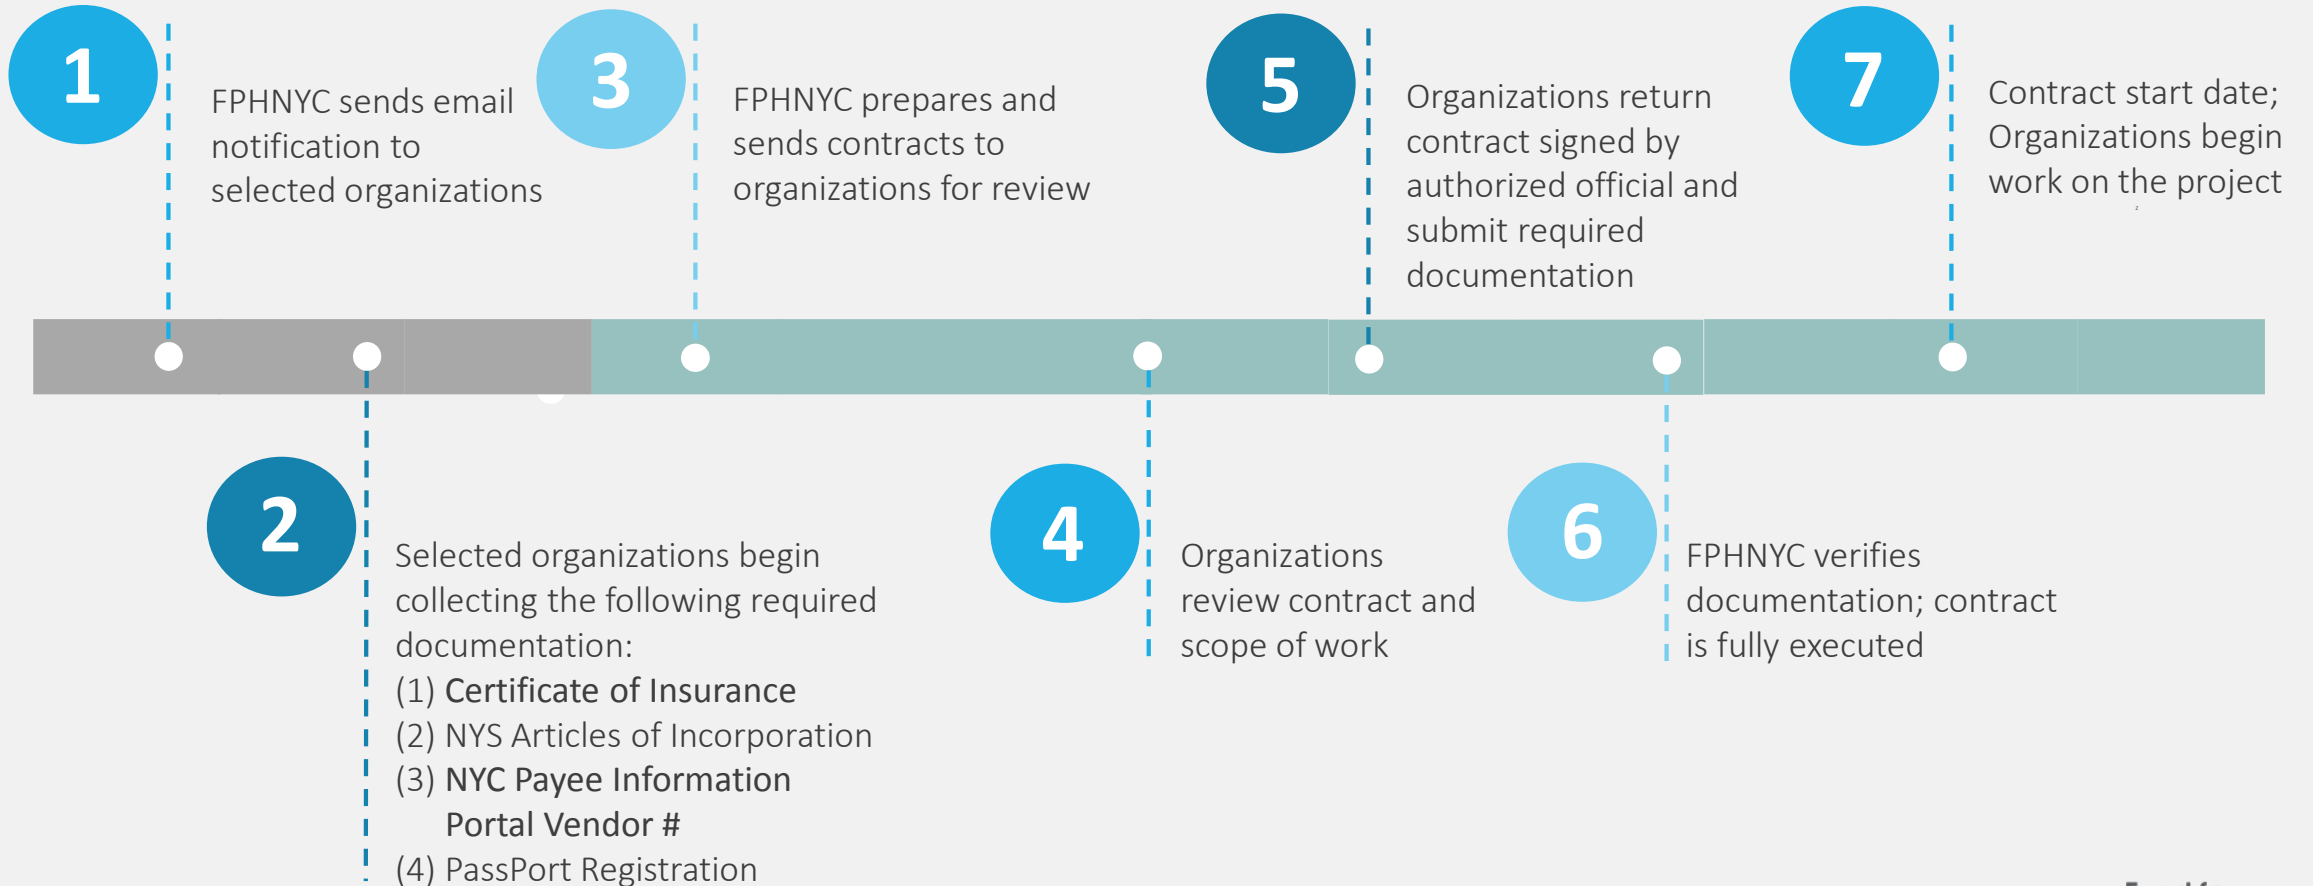 1
FPHNYC sends email
notification to
selected organizations
2
Selected organizations begin
collecting the following required
documentation:
(1) Certificate of Insurance
(2) NYS Articles of Incorporation
(3) NYC Payee Information
Portal Vendor #
(4) PassPort Registration
3
FPHNYC prepares and
sends contracts to
organizations for review
4
Organizations
review contract and
scope of work
5
Organizations return
contract signed by
authorized official and
submit required
documentation
6
FPHNYC verifies
documentation; contract
is fully executed
7
Contract start date;
Organizations begin
work on the project